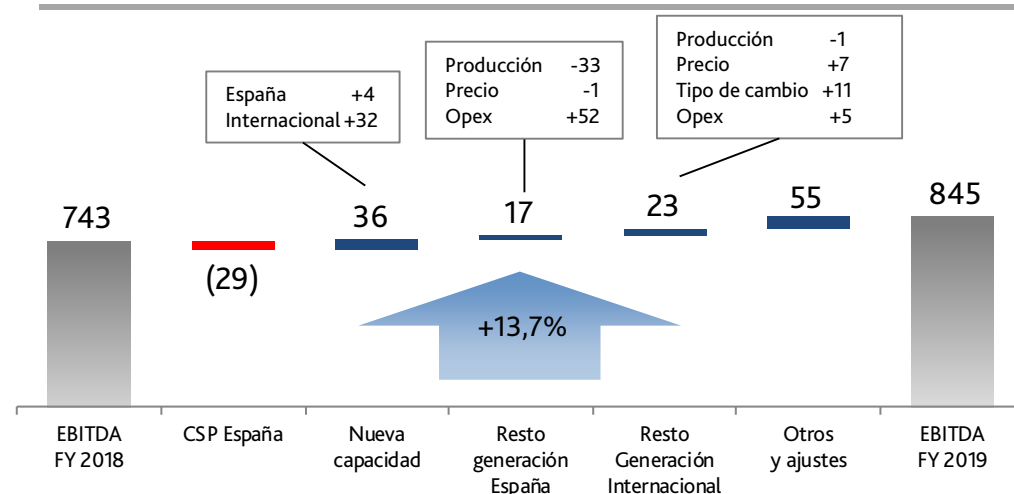 España +4
Internacional +32
Producción -33
Precio -1
Opex +52
Producción -1
Precio +7
Tipo de cambio +11
Opex +5
743
(29)
36
17
23
55
845
+13,7%
EBITDA
FY 2018
CSP España
Nueva
capacidad
Resto
generación
España
Resto
Generación
Internacional
Otros
y ajustes
EBITDA
FY 2019